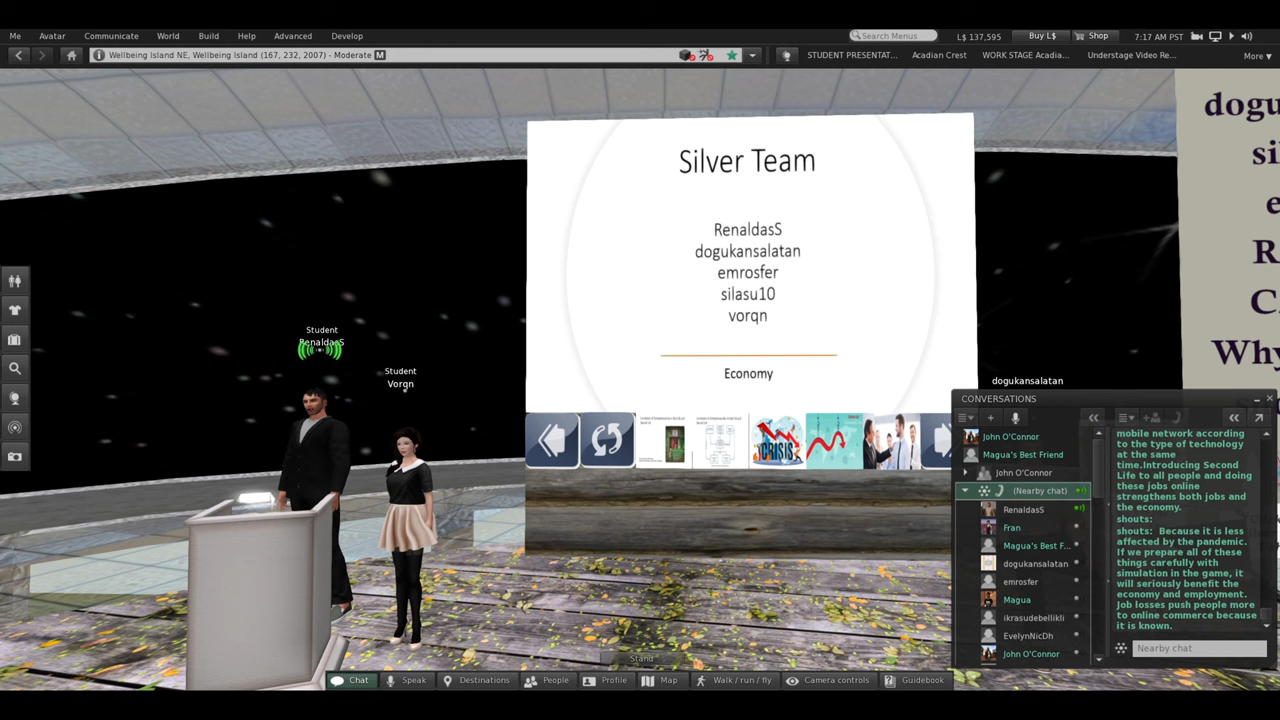 Me Avatar Communicate World Build Help Advanced Develop
Search Menus
L$ 137,595
Buy L$
Shop
7:17 AM PST
Wellbeing Island NE, Wellbeing Island (167, 232, 2007) - Moderate M
STUDENT PRESENTAT... Acadian Crest WORK STAGE Acadia... Understage Video Re... More
Silver Team
RenaldasS
dogukansalatan
emrosfer
silasu10
vorqn
Economy
CRISIS
Student
RenaldasS
Student
Vorqn
dogukansalatan
dogu
sil
e
R
C
Why
CONVERSATIONS
John O'Connor
Magua's Best Friend
John O'Connor
(Nearby chat)
RenaldasS
Fran
Magua's Best F...
dogukansalatan
emrosfer
Magua
ikrasudebellikli
EvelynNicDh
John O'Connor
mobile network according
to the type of technology
at the same
time.Introducing Second
Life to all people and doing
these jobs online
strengthens both jobs and
the economy.
shouts:
shouts: Because it is less
affected by the pandemic.
If we prepare all of these
things carefully with
simulation in the game, it
will seriously benefit the
economy and employment.
Job losses push people more
to online commerce because
it is known.
Nearby chat
Stand
Chat Speak Destinations People Profile Map Walk / run / fly Camera controls Guidebook